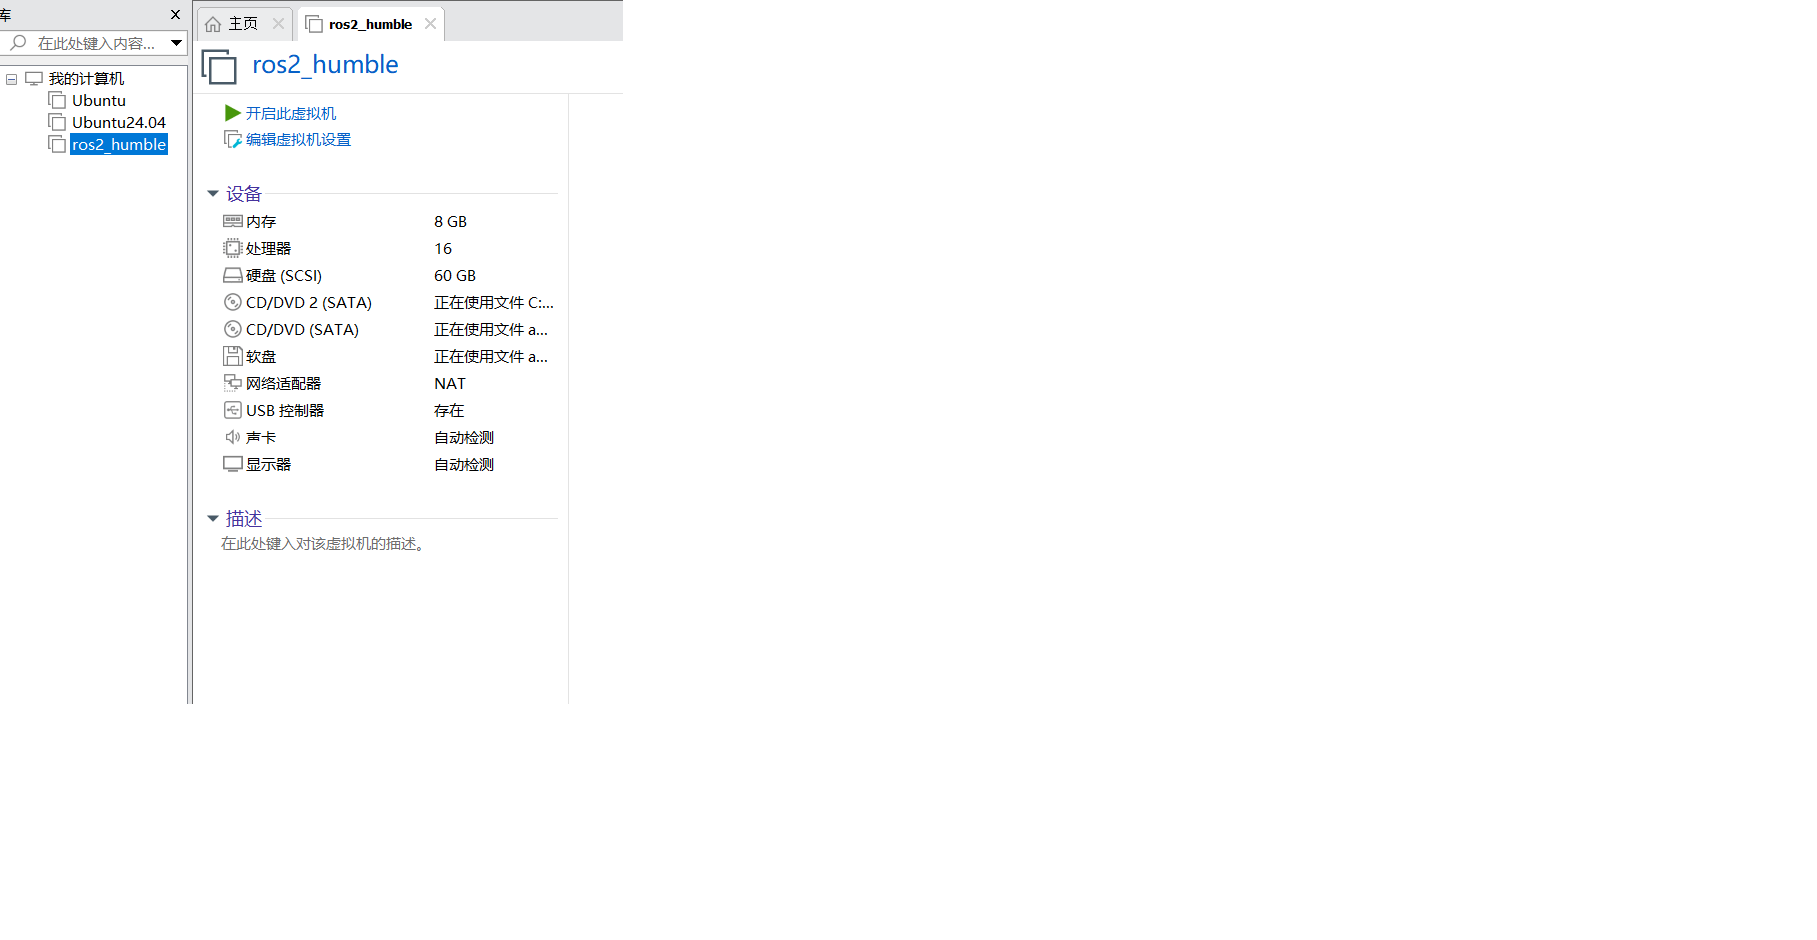 库
在此处键入内容...
我的计算机
Ubuntu
Ubuntu24.04
ros2_humble
主页
ros2_humble
ros2_humble
开启此虚拟机
编辑虚拟机设置
设备
内存 8 GB
处理器 16
硬盘 (SCSI) 60 GB
CD/DVD 2 (SATA) 正在使用文件 C:...
CD/DVD (SATA) 正在使用文件 a...
软盘 正在使用文件 a...
网络适配器 NAT
USB 控制器 存在
声卡 自动检测
显示器 自动检测
描述
在此处键入对该虚拟机的描述。